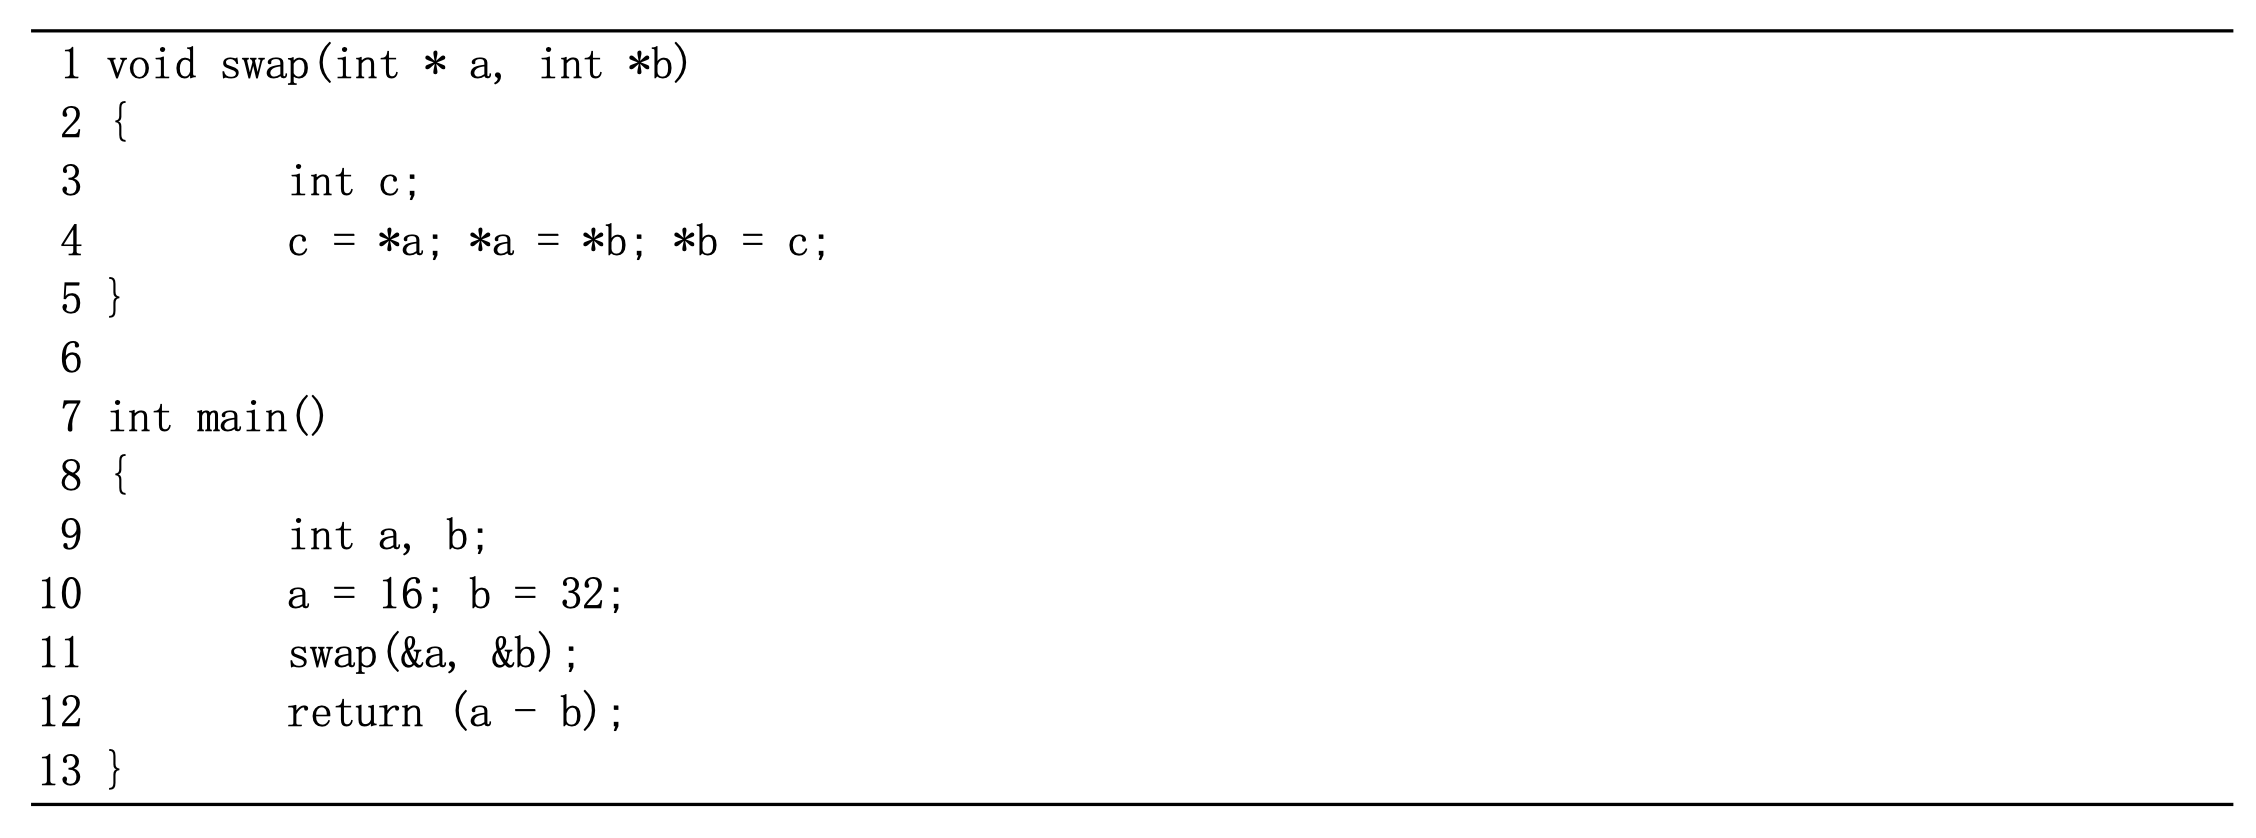 1 void swap(int * a, int *b)
2 {
3         int c;
4         c = *a; *a = *b; *b = c;
5 }
6
7 int main()
8 {
9         int a, b;
10         a = 16; b = 32;
11         swap(&a, &b);
12         return (a - b);
13 }